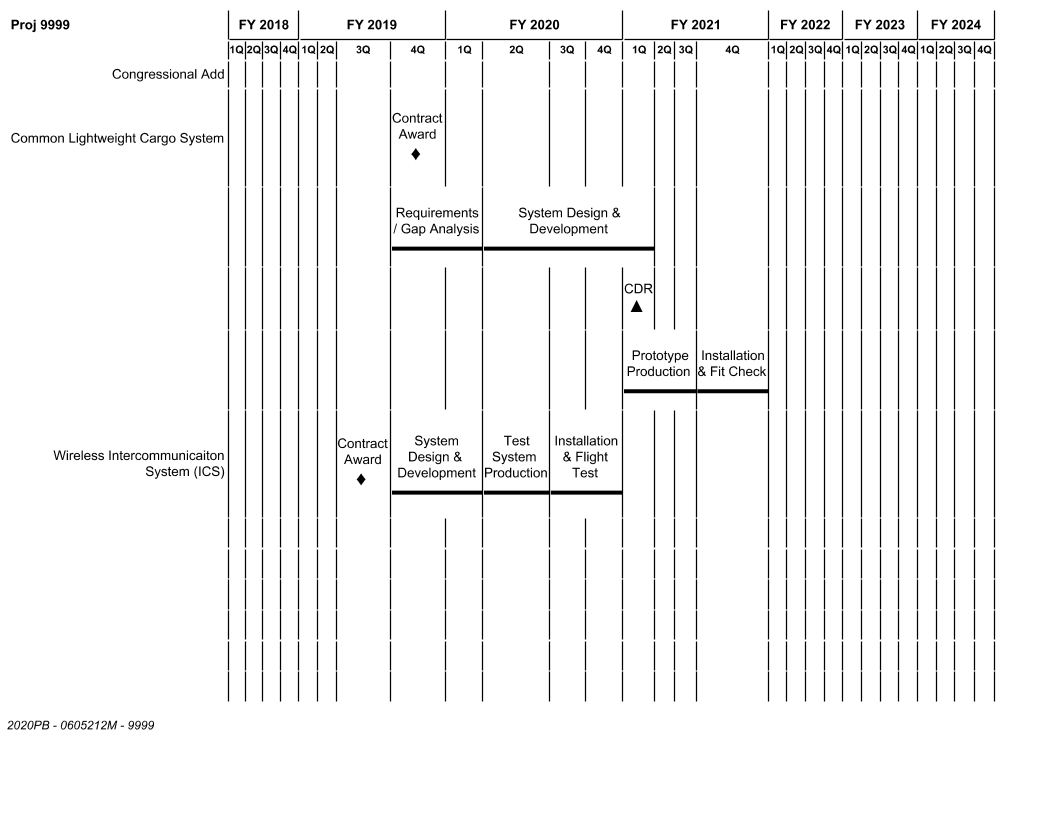 Proj 9999 FY 2018 FY 2019 FY 2020 FY 2021 FY 2022 FY 2023 FY 2024
1Q 2Q 3Q 4Q 1Q 2Q 3Q 4Q 1Q 2Q 3Q 4Q 1Q 2Q 3Q 4Q 1Q 2Q 3Q 4Q 1Q 2Q 3Q 4Q 1Q 2Q 3Q 4Q
Congressional Add
Common Lightweight Cargo System
Contract
Award
Requirements
/ Gap Analysis
System Design &
Development
CDR
Prototype
Production
Installation
& Fit Check
Wireless Intercommunicaiton
System (ICS)
Contract
Award
System
Design &
Development
Test
System
Production
Installation
& Flight
Test
2020PB - 0605212M - 9999